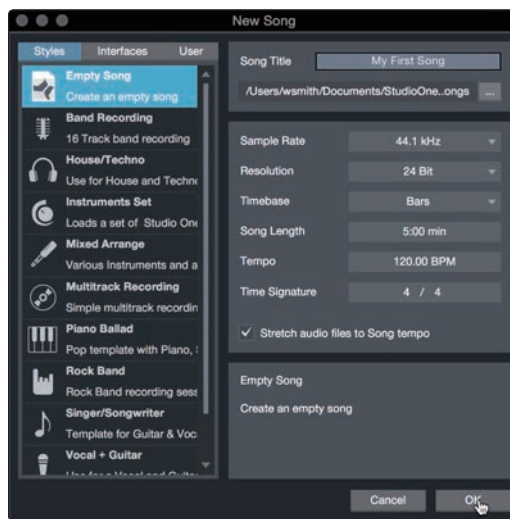 New Song
Styles Interfaces User
Empty Song
Create an empty song
Band Recording
16 Track band recording
House/Techno
Use for House and Techno
Instruments Set
Loads a set of Studio One
Mixed Arrange
Various Instruments and a
Multitrack Recording
Simple multitrack recordin
Piano Ballad
Pop template with Piano,
Rock Band
Rock Band recording sess
Singer/Songwriter
Template for Guitar & Voc
Vocal + Guitar
Song Title My First Song
/Users/wsmith/Documents/StudioOne..ongs ...
Sample Rate 44.1 kHz
Resolution 24 Bit
Timebase Bars
Song Length 5:00 min
Tempo 120.00 BPM
Time Signature 4 / 4
Stretch audio files to Song tempo
Empty Song
Create an empty song
Cancel OK